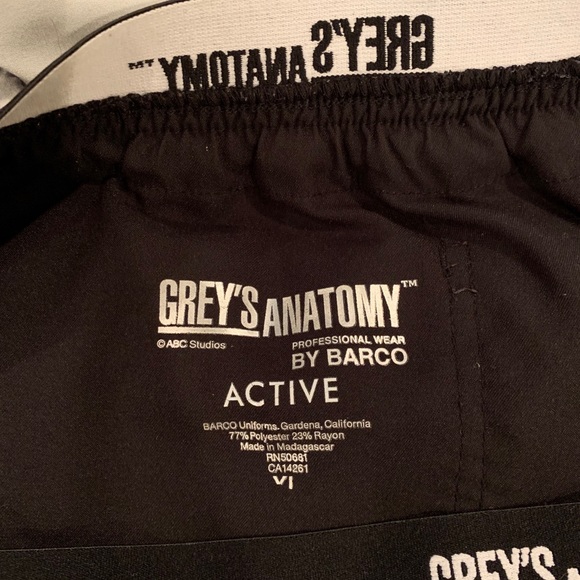 GREY'S ANATOMY™
GREY'S ANATOMY™
© ABC Studios
PROFESSIONAL WEAR
BY BARCO
ACTIVE
BARCO Uniforms. Gardena, California
77% Polyester 23% Rayon
Made in Madagascar
RN50681
CA14261
XL
GREY'S